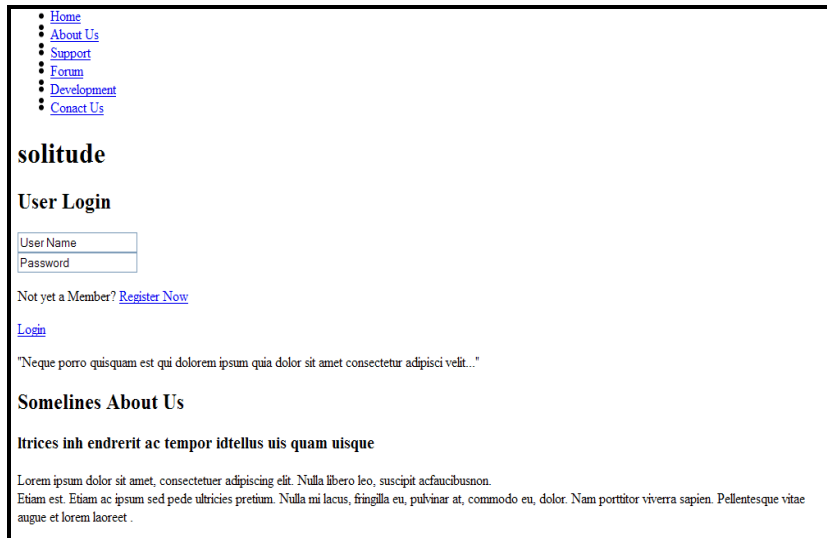 Home
About Us
Support
Forum
Development
Conact Us
solitude
User Login
User Name
Password
Not yet a Member? Register Now
Login
"Neque porro quisquam est qui dolorem ipsum quia dolor sit amet consectetur adipisci velit..."
Somelines About Us
ltrices inh endrerit ac tempor idtellus uis quam uisque
Lorem ipsum dolor sit amet, consectetuer adipiscing elit. Nulla libero leo, suscipit acfaucibusnon.
Etiam est. Etiam ac ipsum sed pede ultricies pretium. Nulla mi lacus, fringilla eu, pulvinar at, commodo eu, dolor. Nam porttitor viverra sapien. Pellentesque vitae
augue et lorem laoreet .